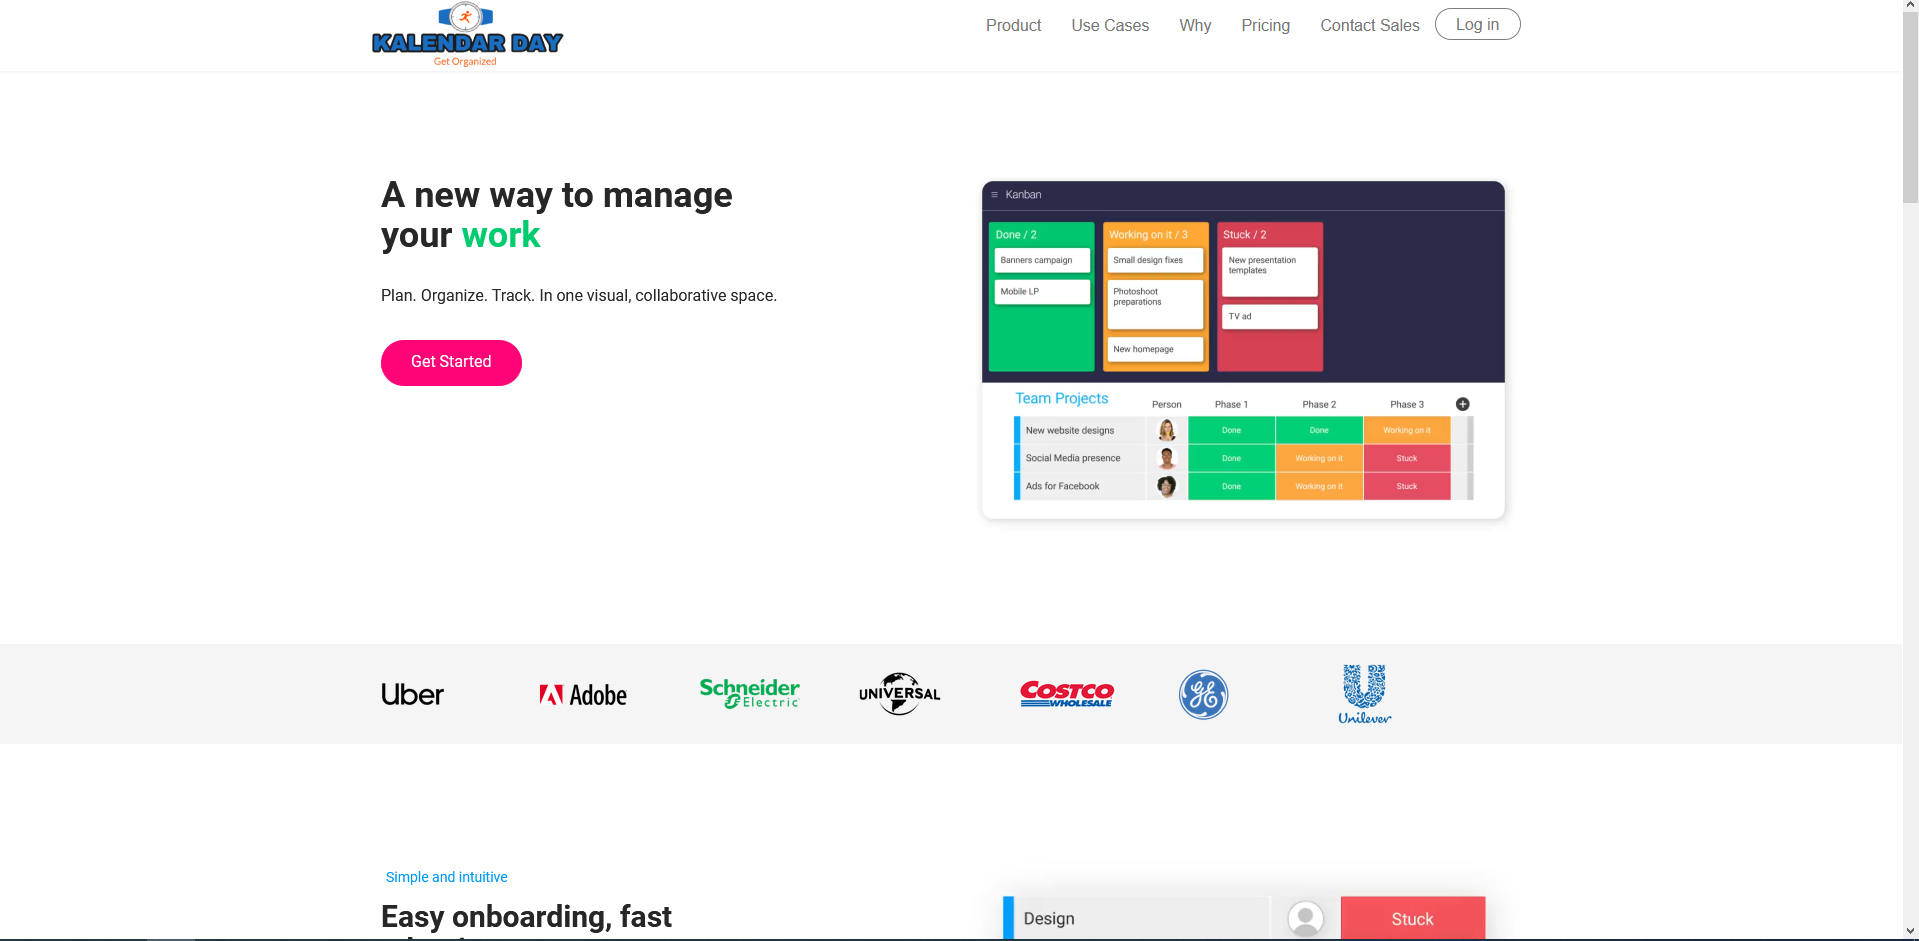 KALENDAR DAY
Get Organized
Product Use Cases Why Pricing Contact Sales Log in
A new way to manage
your work
Plan. Organize. Track. In one visual, collaborative space.
Get Started
Kanban
Done / 2
Banners campaign
Mobile LP
Working on it / 3
Small design fixes
Photoshoot
preparations
New homepage
Stuck / 2
New presentation
templates
TV ad
Team Projects Person Phase 1 Phase 2 Phase 3
New website designs Done Done Working on it
Social Media presence Done Working on it Stuck
Ads for Facebook Done Working on it Stuck
Uber
Adobe
Schneider
Electric
UNIVERSAL
COSTCO
WHOLESALE
GE
Unilever
Simple and intuitive
Easy onboarding, fast
Design Stuck